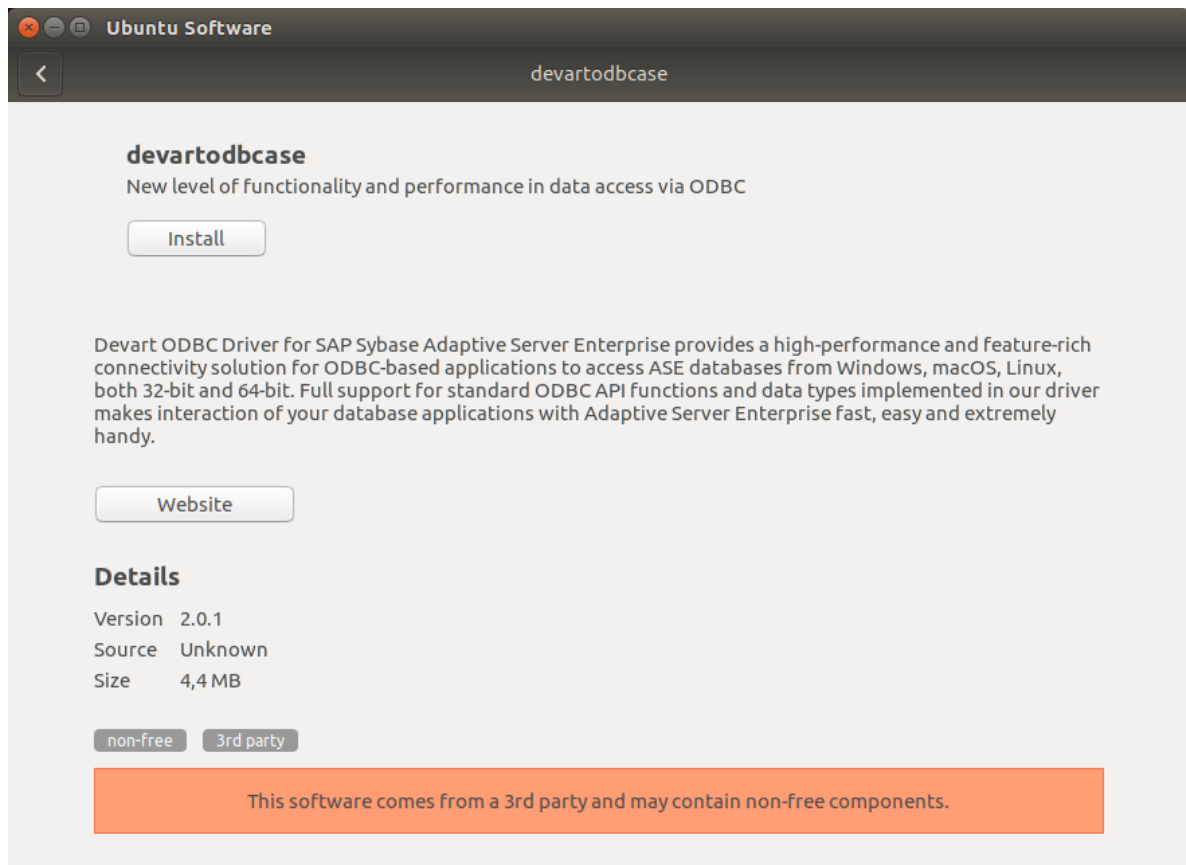 Ubuntu Software
devartodbcase
devartodbcase
New level of functionality and performance in data access via ODBC
Install
Devart ODBC Driver for SAP Sybase Adaptive Server Enterprise provides a high-performance and feature-rich
connectivity solution for ODBC-based applications to access ASE databases from Windows, macOS, Linux,
both 32-bit and 64-bit. Full support for standard ODBC API functions and data types implemented in our driver
makes interaction of your database applications with Adaptive Server Enterprise fast, easy and extremely
handy.
Website
Details
Version 2.0.1
Source Unknown
Size 4,4 MB
non-free 3rd party
This software comes from a 3rd party and may contain non-free components.